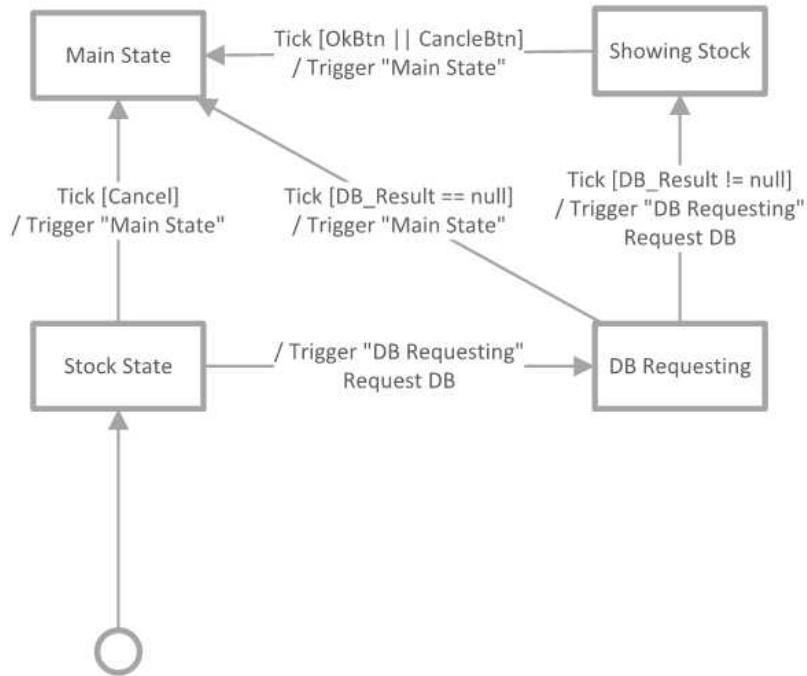 Main State
Tick [OkBtn || CancleBtn]
/ Trigger "Main State"
Showing Stock
Tick [Cancel]
/ Trigger "Main State"
Tick [DB_Result == null]
/ Trigger "Main State"
Tick [DB_Result != null]
/ Trigger "DB Requesting"
Request DB
Stock State
/ Trigger "DB Requesting"
Request DB
DB Requesting